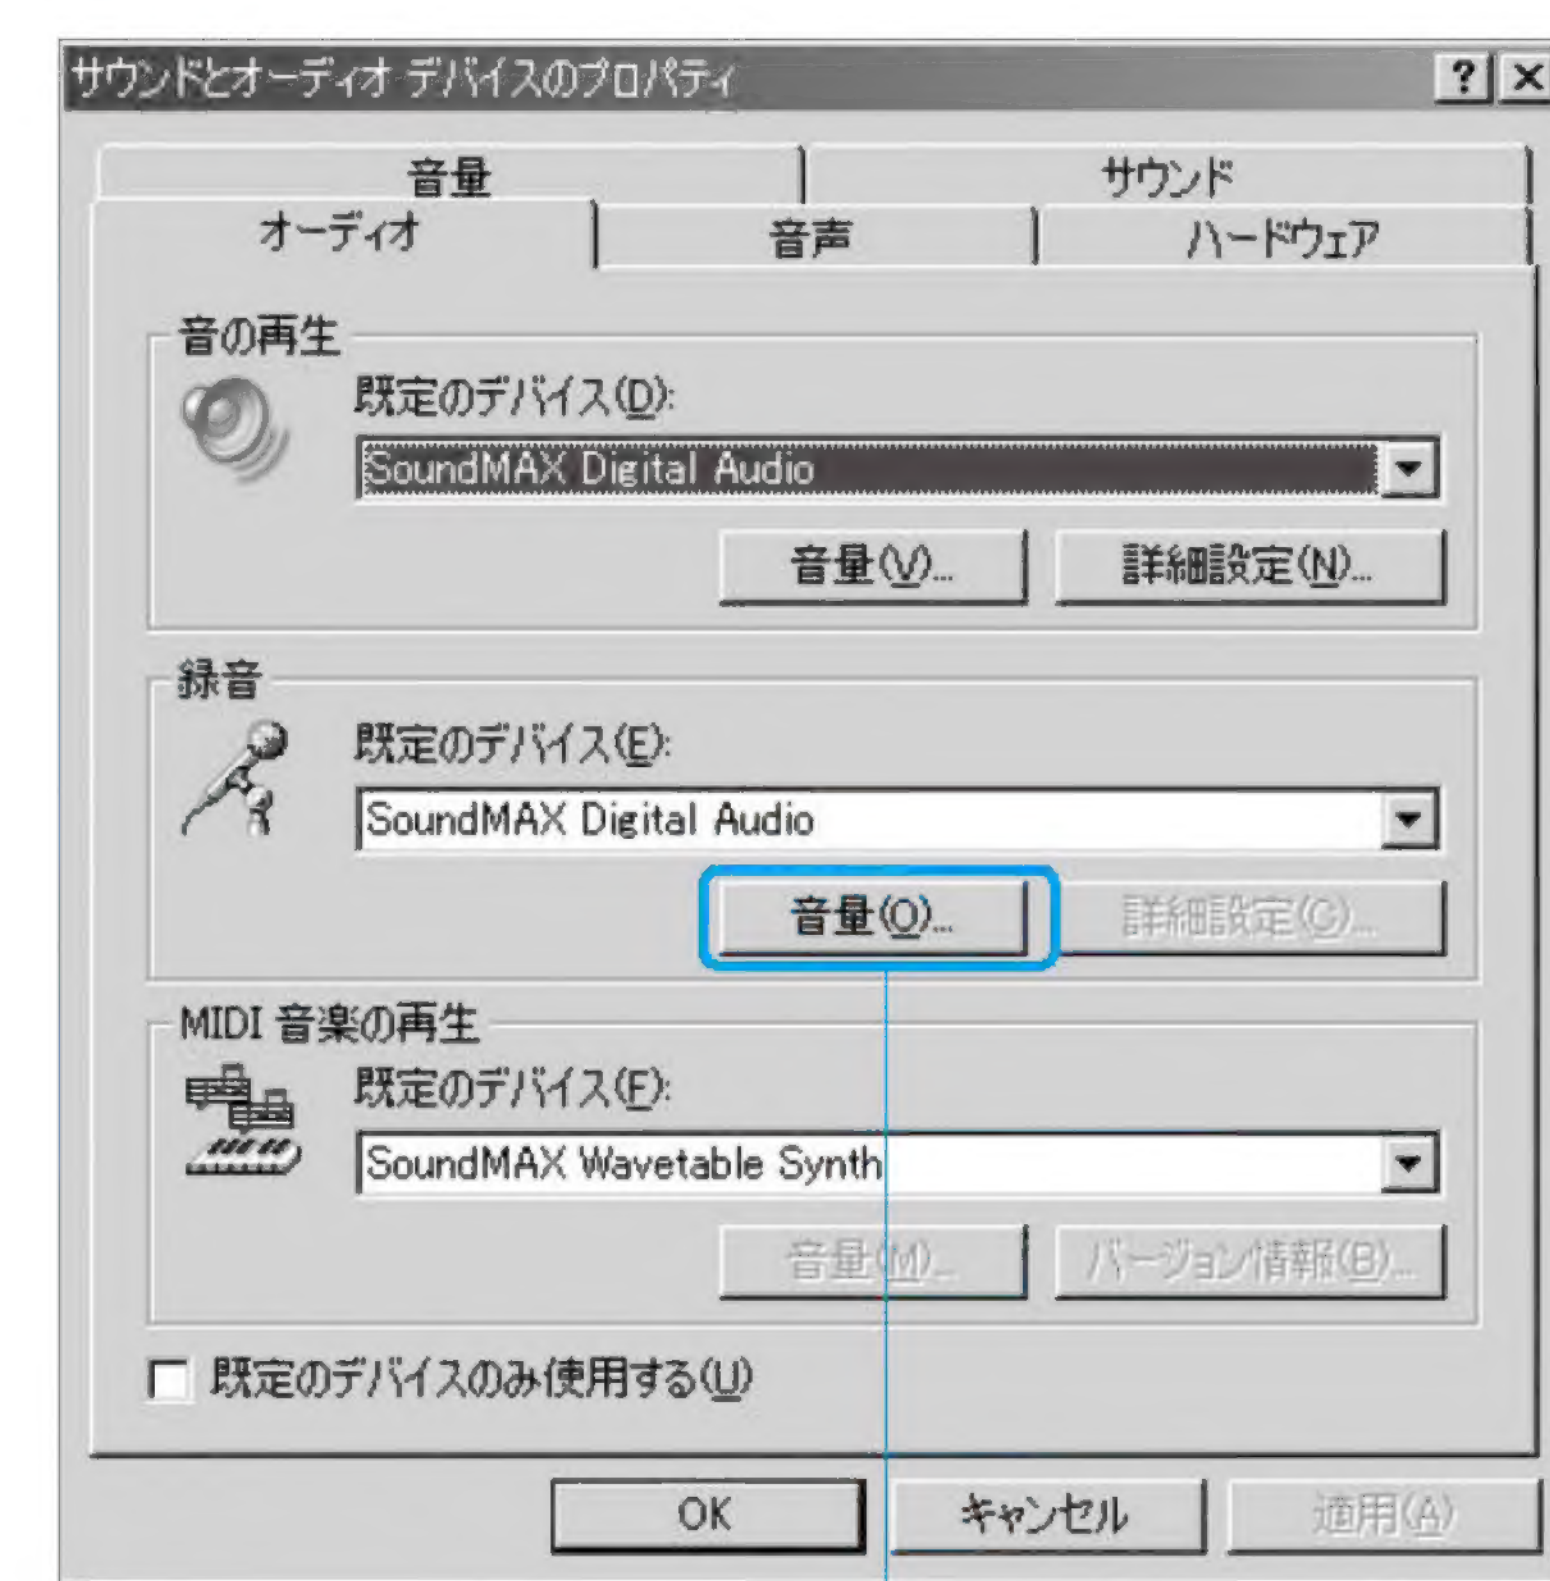 サウンドとオーディオ デバイスのプロパティ
音量 サウンド
オーディオ 音声 ハードウェア
音の再生
既定のデバイス(D):
SoundMAX Digital Audio
音量(V)... 詳細設定(N)...
録音
既定のデバイス(E):
SoundMAX Digital Audio
音量(O)... 詳細設定(C)...
MIDI 音楽の再生
既定のデバイス(F):
SoundMAX Wavetable Synth
音量(M)... バージョン情報(B)...
既定のデバイスのみ使用する(U)
OK キャンセル 適用(A)